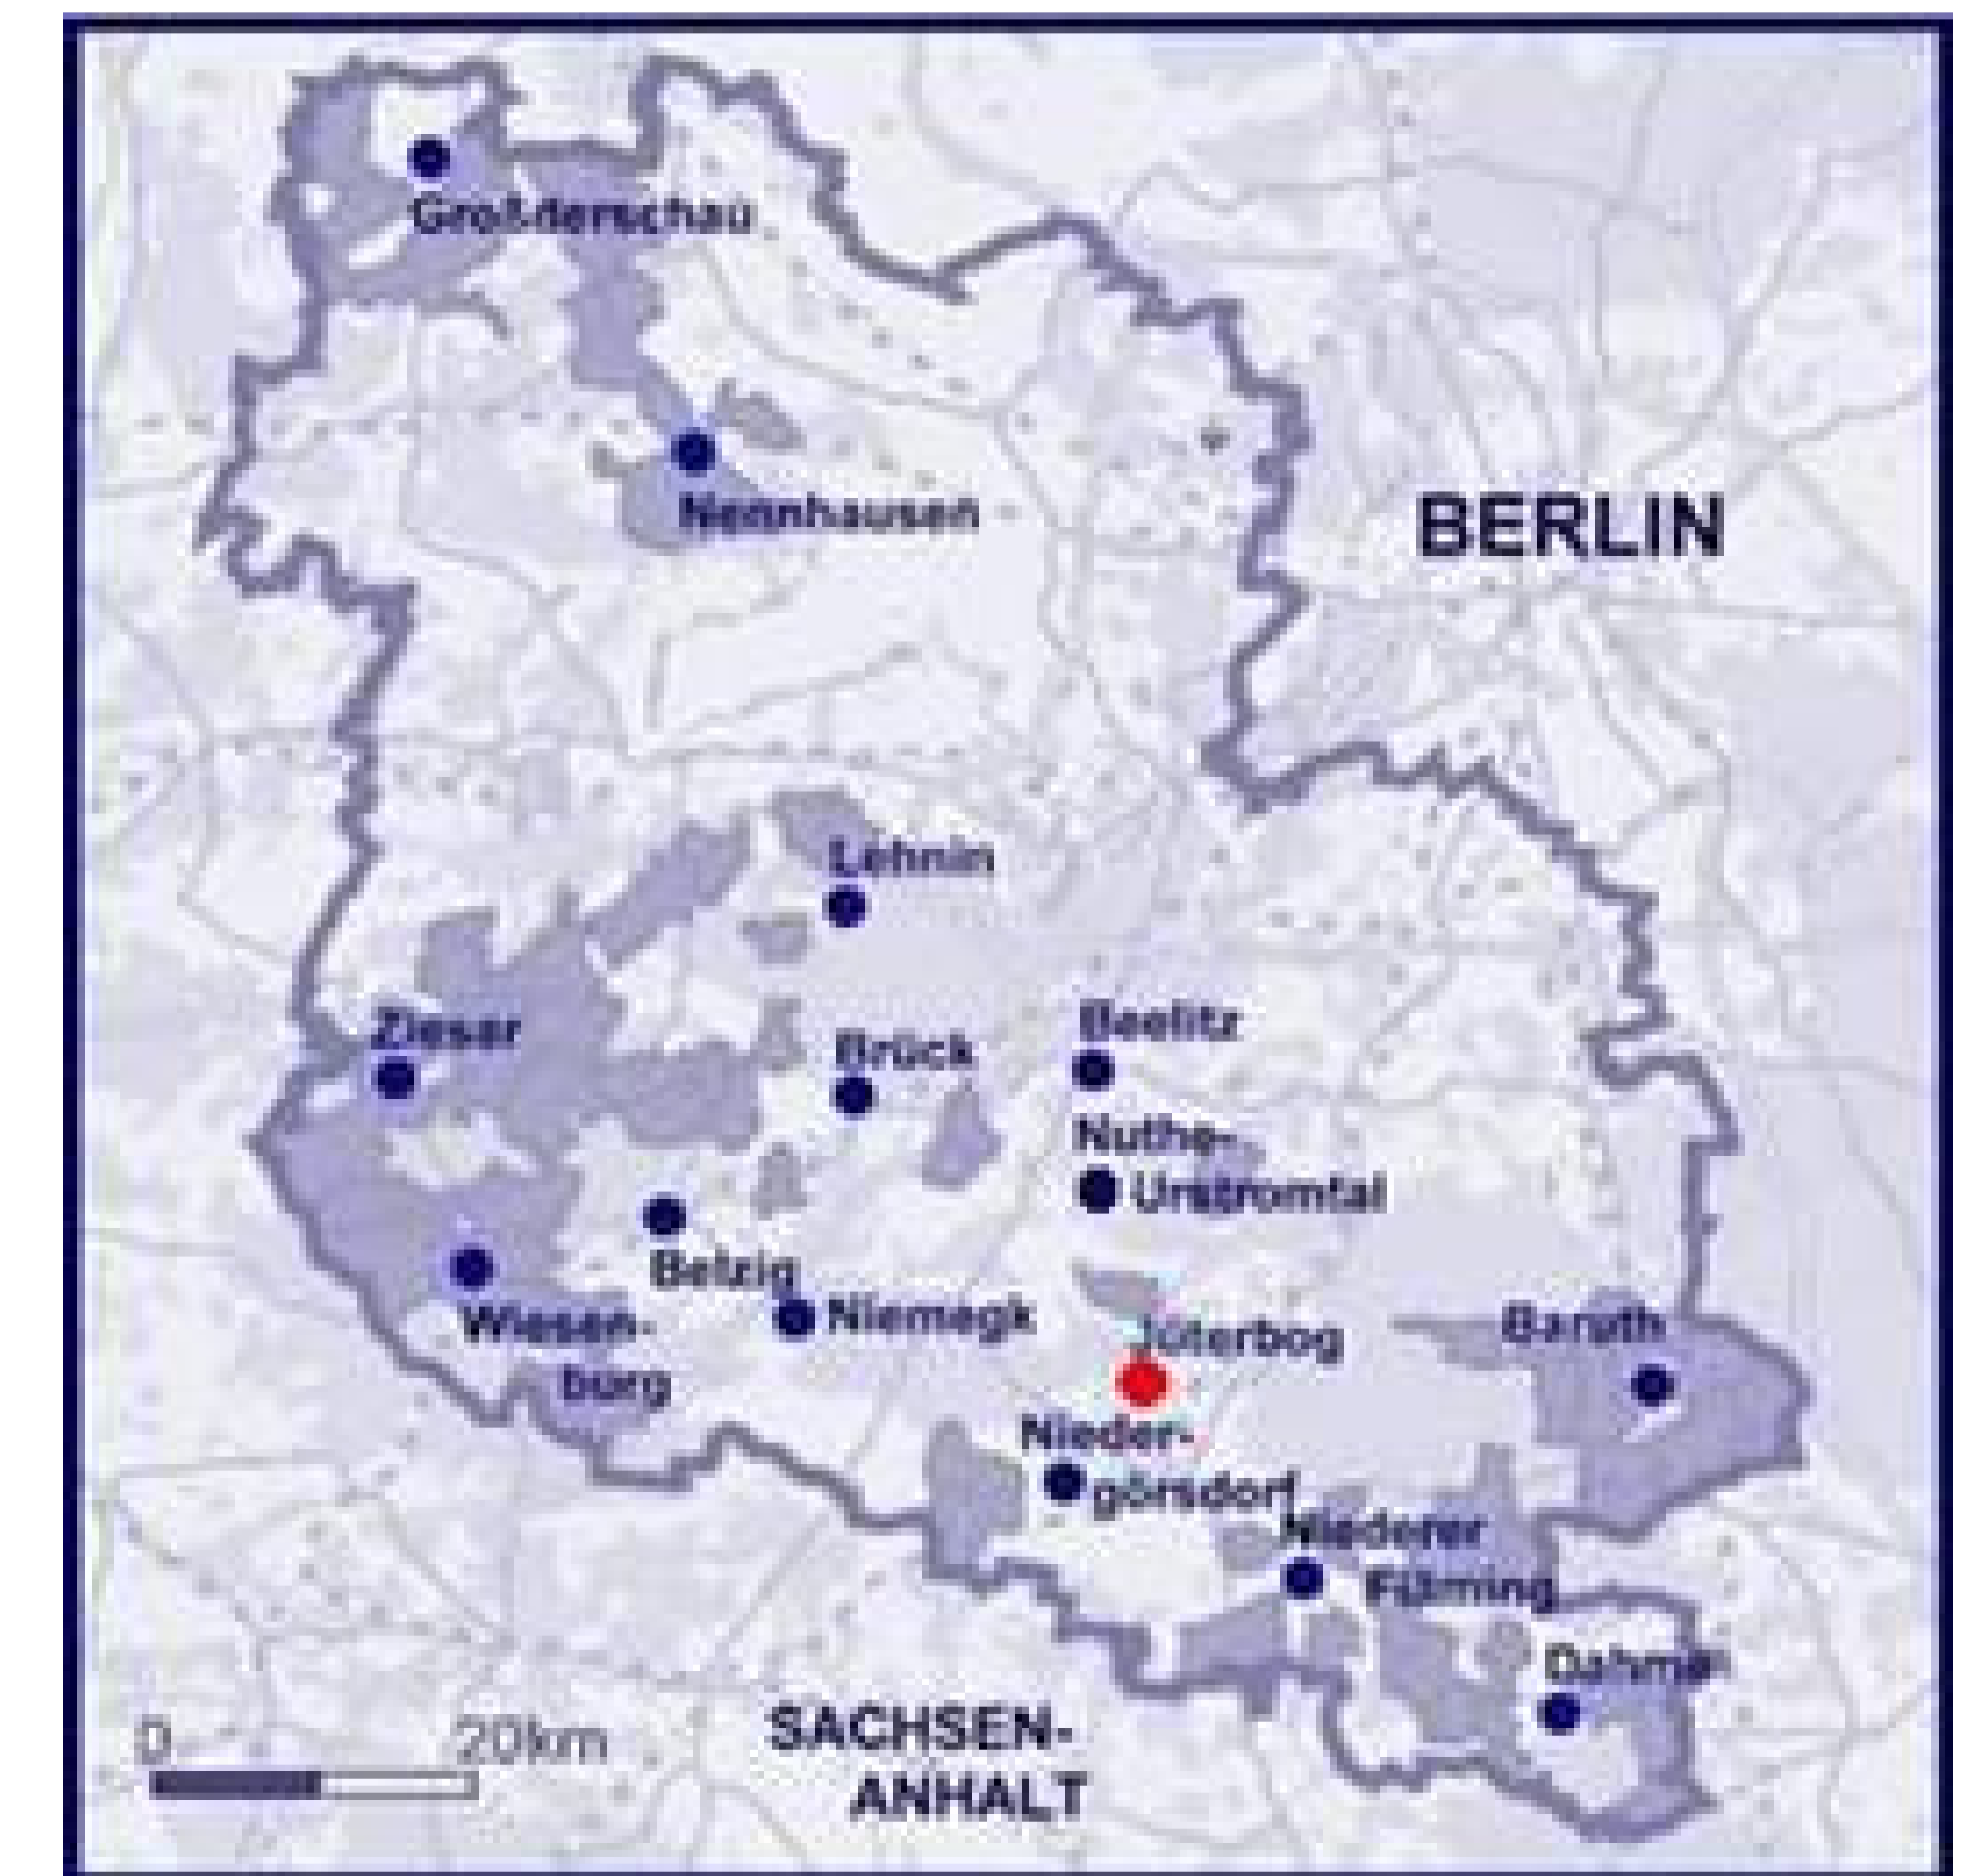 Großderschau
Nennhausen
BERLIN
Lehnin
Ziesar
Brück
Beelitz
Nuthe-
Urstromtal
Belzig
Wiesen-
burg
Niemegk
Jüterbog
Baruth
Nieder-
görsdorf
Niederer
Fläming
Dahme
0
20km
SACHSEN-
ANHALT